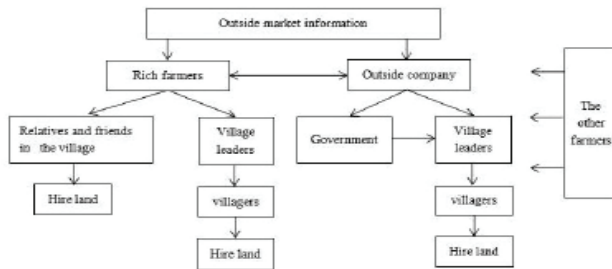 Outside market information
Rich farmers
Outside company
The
other
farmers
Relatives and friends
in the village
Village
leaders
Government
Village
leaders
Hire land
villagers
villagers
Hire land
Hire land